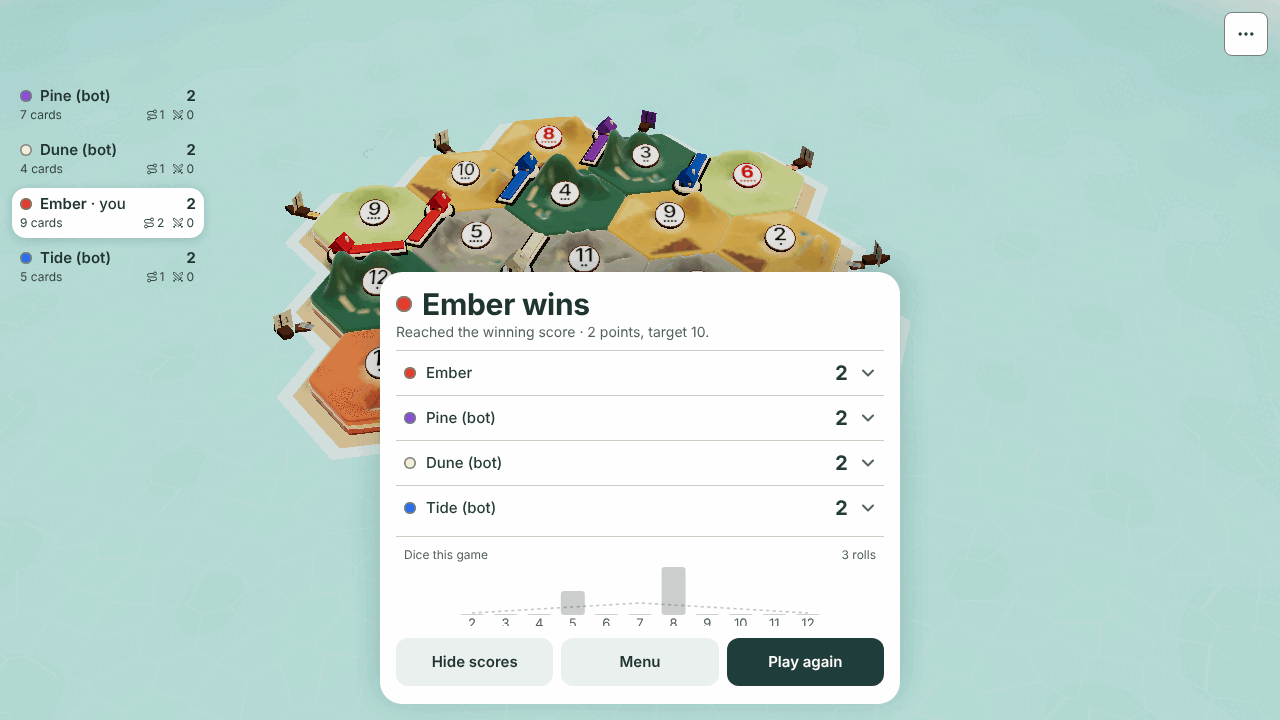 Pine (bot) 2
7 cards 1 0
Dune (bot) 2
4 cards 1 0
Ember · you 2
9 cards 2 0
Tide (bot) 2
5 cards 1 0
8
3
10
6
4
9
9
5
2
11
12
Ember wins
Reached the winning score · 2 points, target 10.
Ember 2
Pine (bot) 2
Dune (bot) 2
Tide (bot) 2
Dice this game 3 rolls
2 3 4 5 6 7 8 9 10 11 12
Hide scores Menu Play again